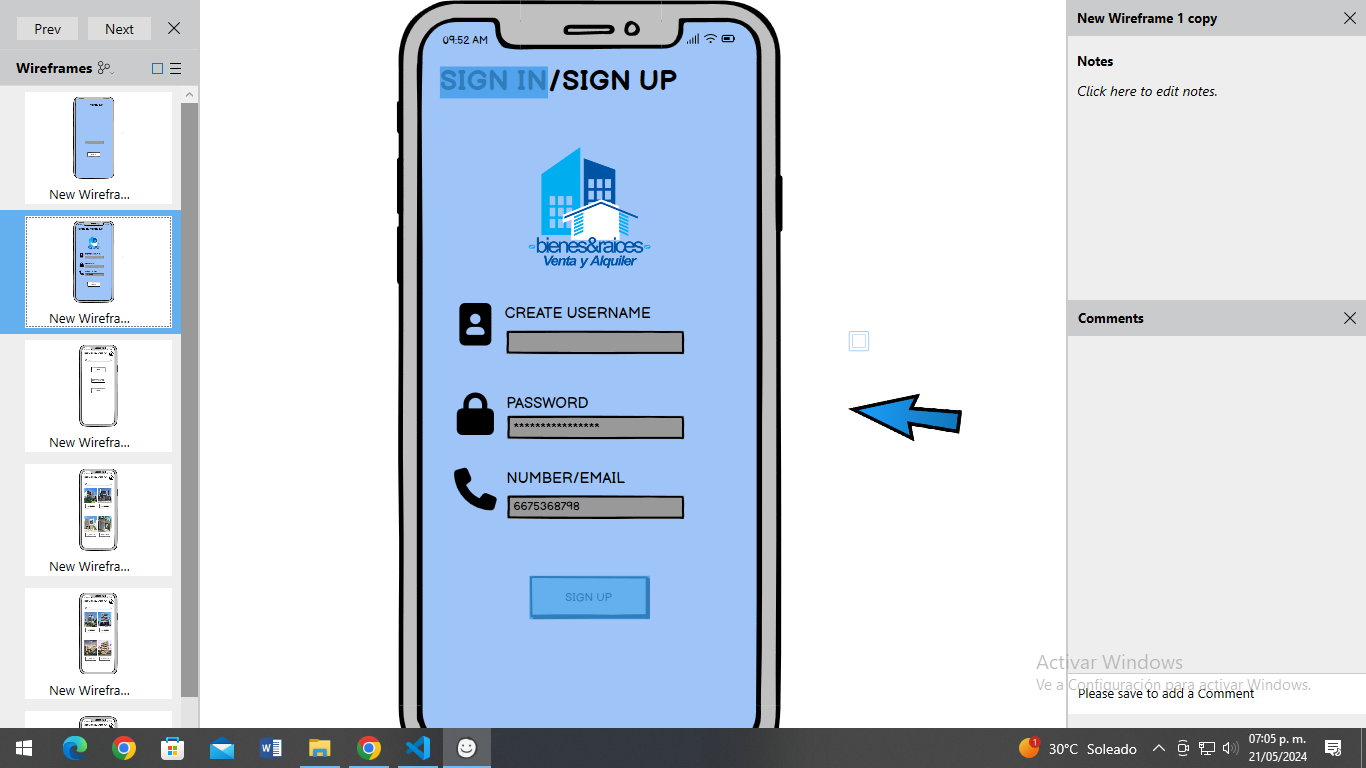 Prev Next
Wireframes
New Wirefra...
New Wirefra...
New Wirefra...
New Wirefra...
New Wirefra...
09:52 AM
SIGN IN/SIGN UP
bienes&raices
Venta y Alquiler
CREATE USERNAME
PASSWORD
****************
NUMBER/EMAIL
6675368798
SIGN UP
New Wireframe 1 copy
Notes
Click here to edit notes.
Comments
Activar Windows
Ve a Configuración para activar Windows.
Please save to add a Comment
1
30°C Soleado
07:05 p. m.
21/05/2024